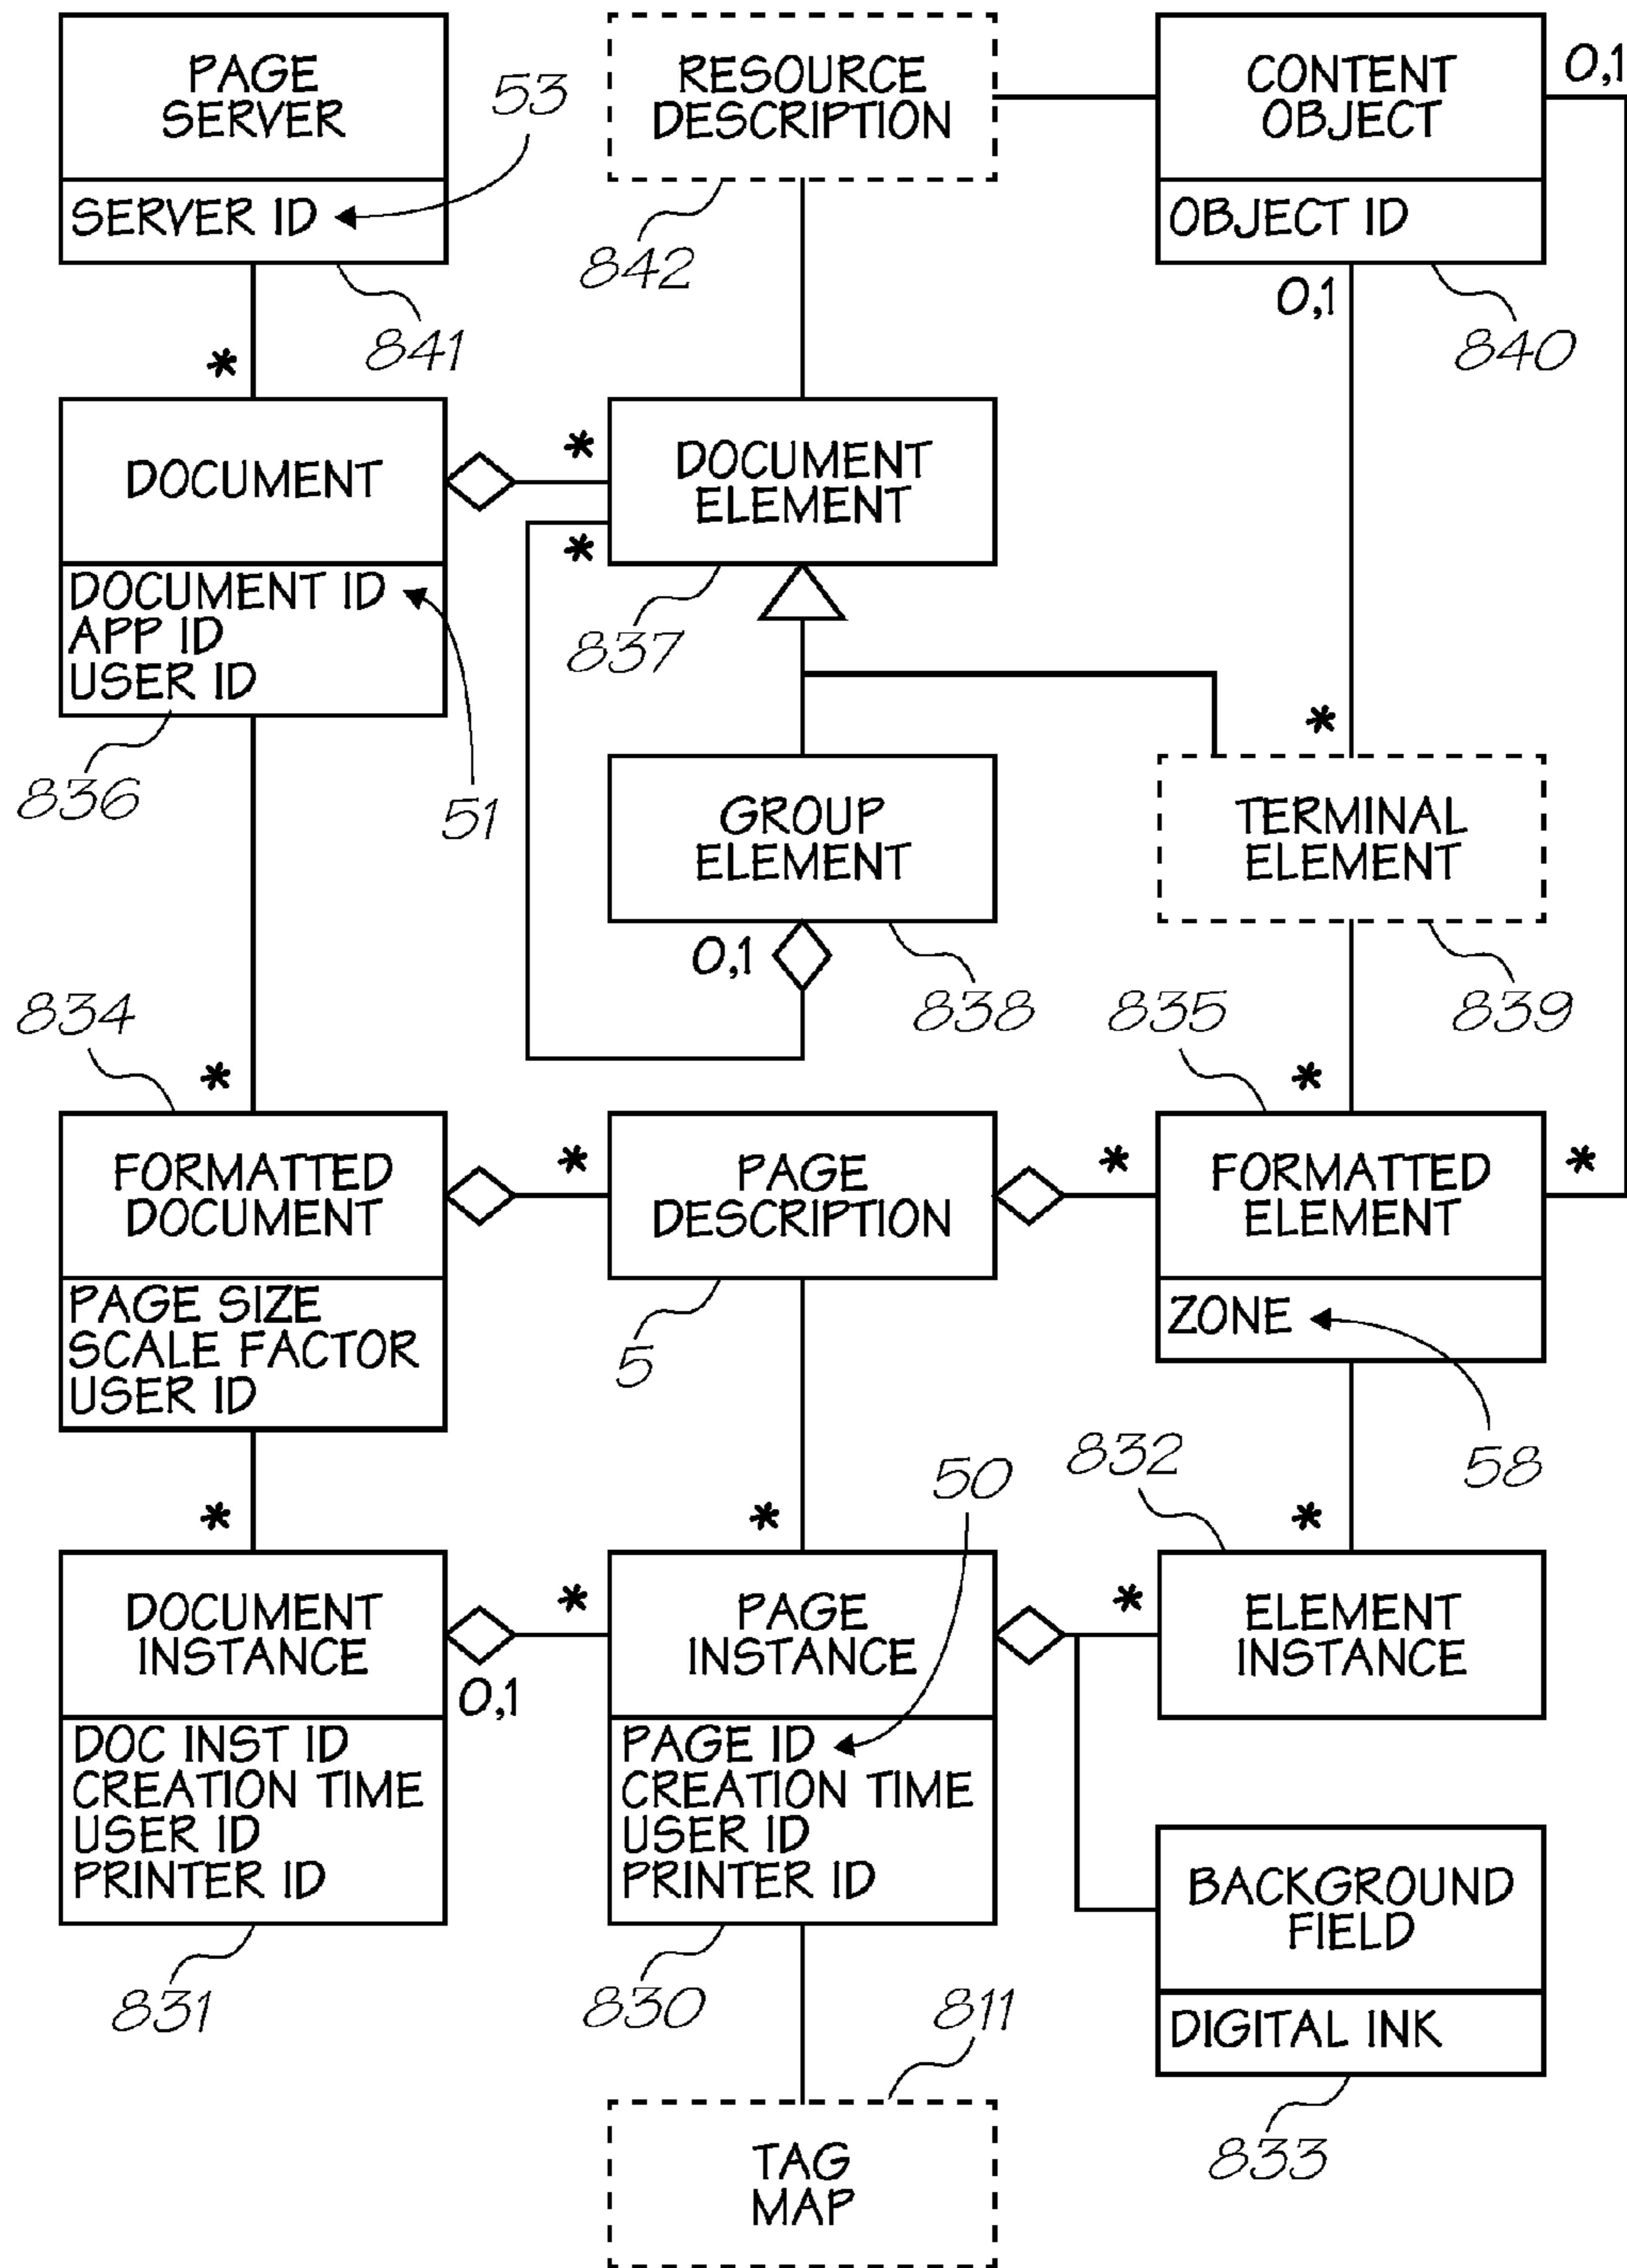 PAGE
SERVER
53
SERVER ID
841
RESOURCE
DESCRIPTION
842
CONTENT
OBJECT
0,1
OBJECT ID
0,1
840
*
DOCUMENT
DOCUMENT ID
APP ID
USER ID
836
51
*
DOCUMENT
ELEMENT
*
837
GROUP
ELEMENT
0,1
838
*
TERMINAL
ELEMENT
839
834
*
FORMATTED
DOCUMENT
PAGE SIZE
SCALE FACTOR
USER ID
*
PAGE
DESCRIPTION
5
835
*
*
FORMATTED
ELEMENT
*
ZONE
58
*
DOCUMENT
INSTANCE
0,1
DOC INST ID
CREATION TIME
USER ID
PRINTER ID
831
50
*
*
PAGE
INSTANCE
PAGE ID
CREATION TIME
USER ID
PRINTER ID
830
832
*
*
ELEMENT
INSTANCE
BACKGROUND
FIELD
DIGITAL INK
833
811
TAG
MAP